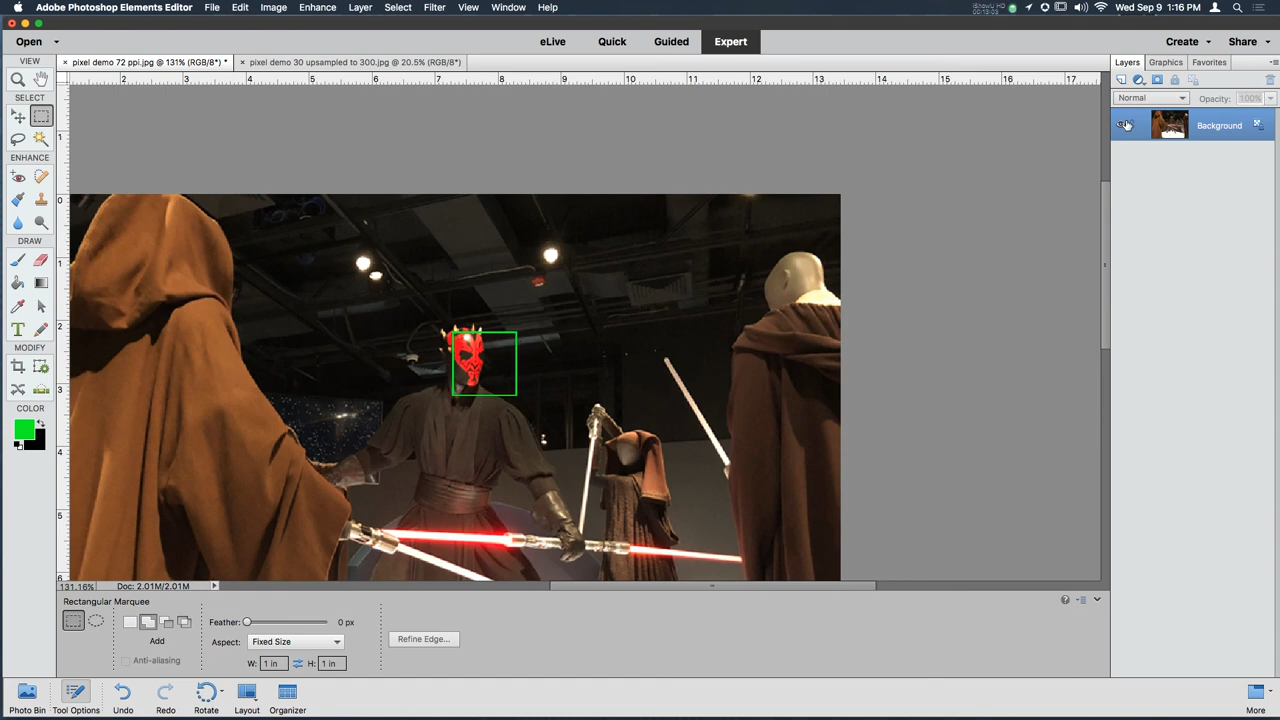 Adobe Photoshop Elements Editor File Edit Image Enhance Layer Select Filter View Window Help Wed Sep 9 1:16 PM
Open eLive Quick Guided Expert Create Share
VIEW × pixel demo 72 ppi.jpg @ 131% (RGB/8*) * × pixel demo 30 upsampled to 300.jpg @ 20.5% (RGB/8*) Layers Graphics Favorites
2 3 4 5 6 7 8 9 10 11 12 13 14 15 16 17
SELECT
Normal Opacity: 100%
Background
1
ENHANCE
0
DRAW
1
2
MODIFY
3
COLOR
4
5
6
131.16% Doc: 2.01M/2.01M
Rectangular Marquee
Feather: 0 px
Add Aspect: Fixed Size Refine Edge...
Anti-aliasing W: 1 in H: 1 in
Photo Bin Tool Options Undo Redo Rotate Layout Organizer More